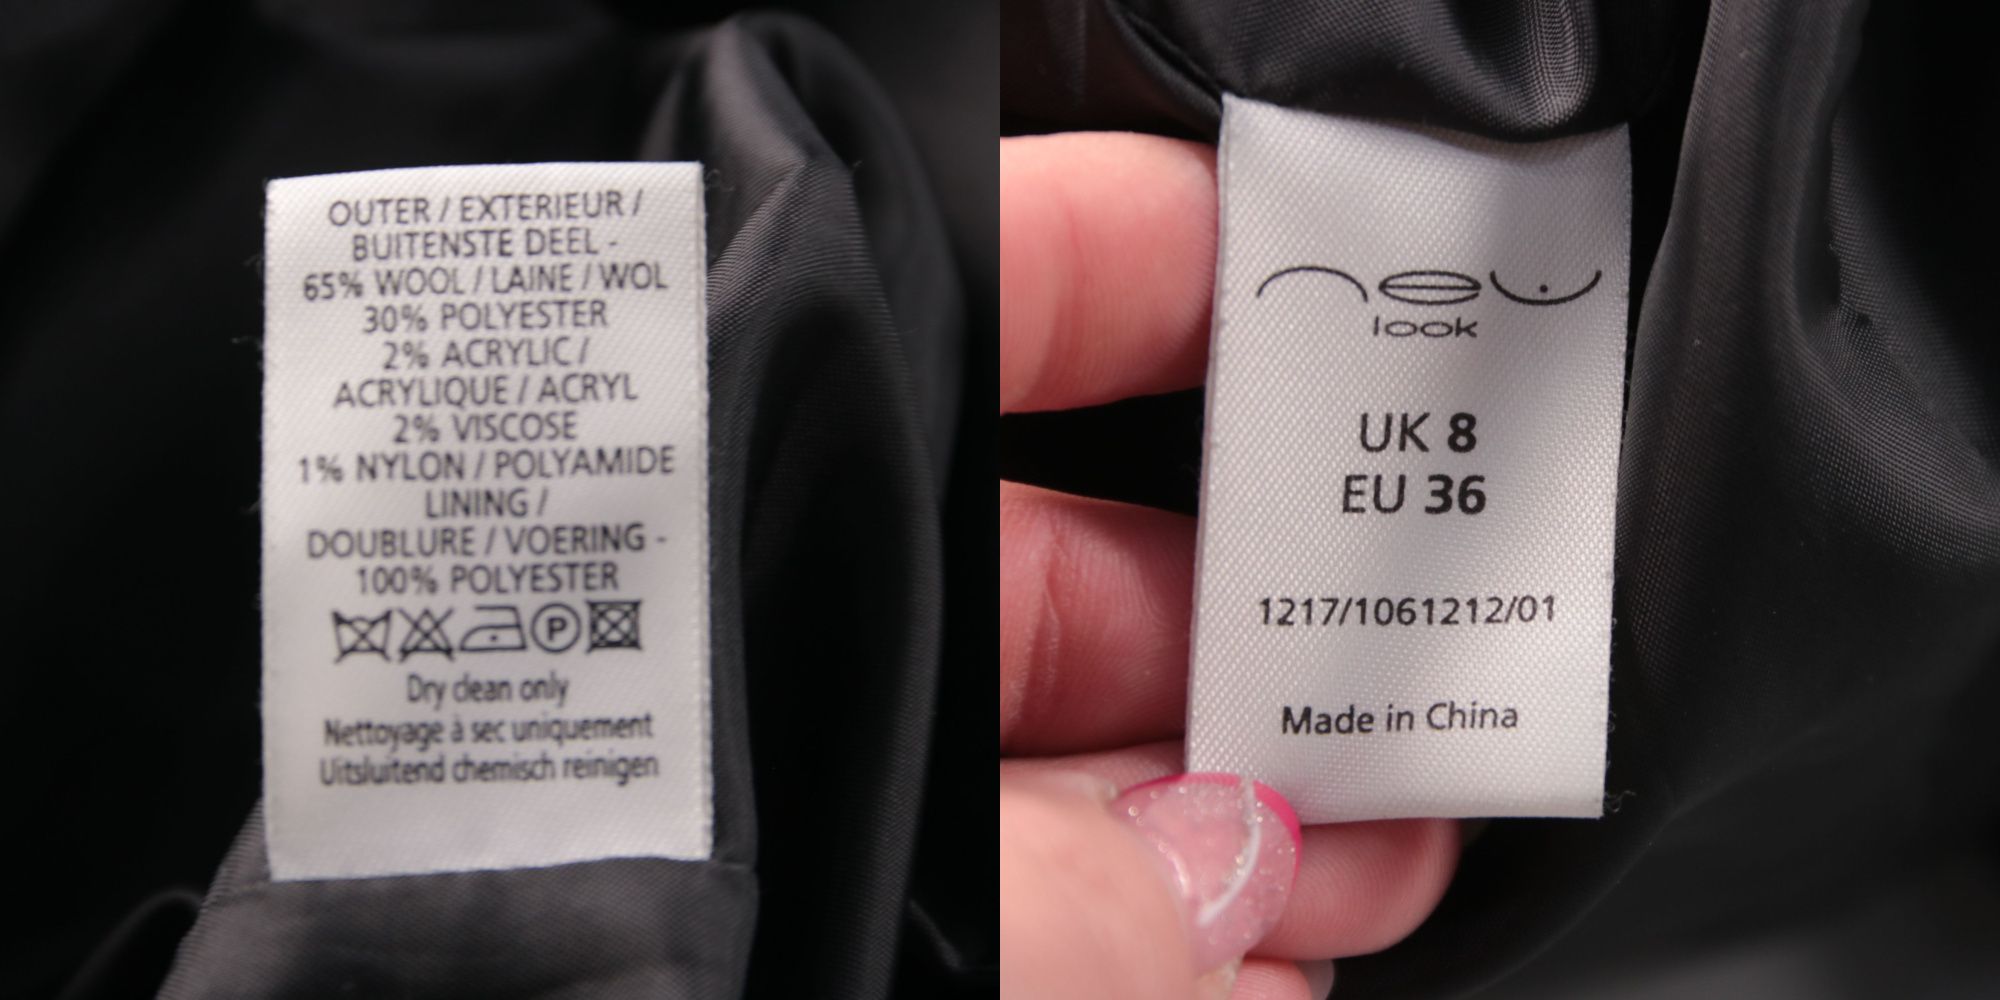 OUTER / EXTERIEUR /
BUITENSTE DEEL -
65% WOOL / LAINE / WOL
30% POLYESTER
2% ACRYLIC /
ACRYLIQUE / ACRYL
2% VISCOSE
1% NYLON / POLYAMIDE
LINING /
DOUBLURE / VOERING -
100% POLYESTER
P
Dry clean only
Nettoyage à sec uniquement
Uitsluitend chemisch reinigen
new
look
UK 8
EU 36
1217/1061212/01
Made in China